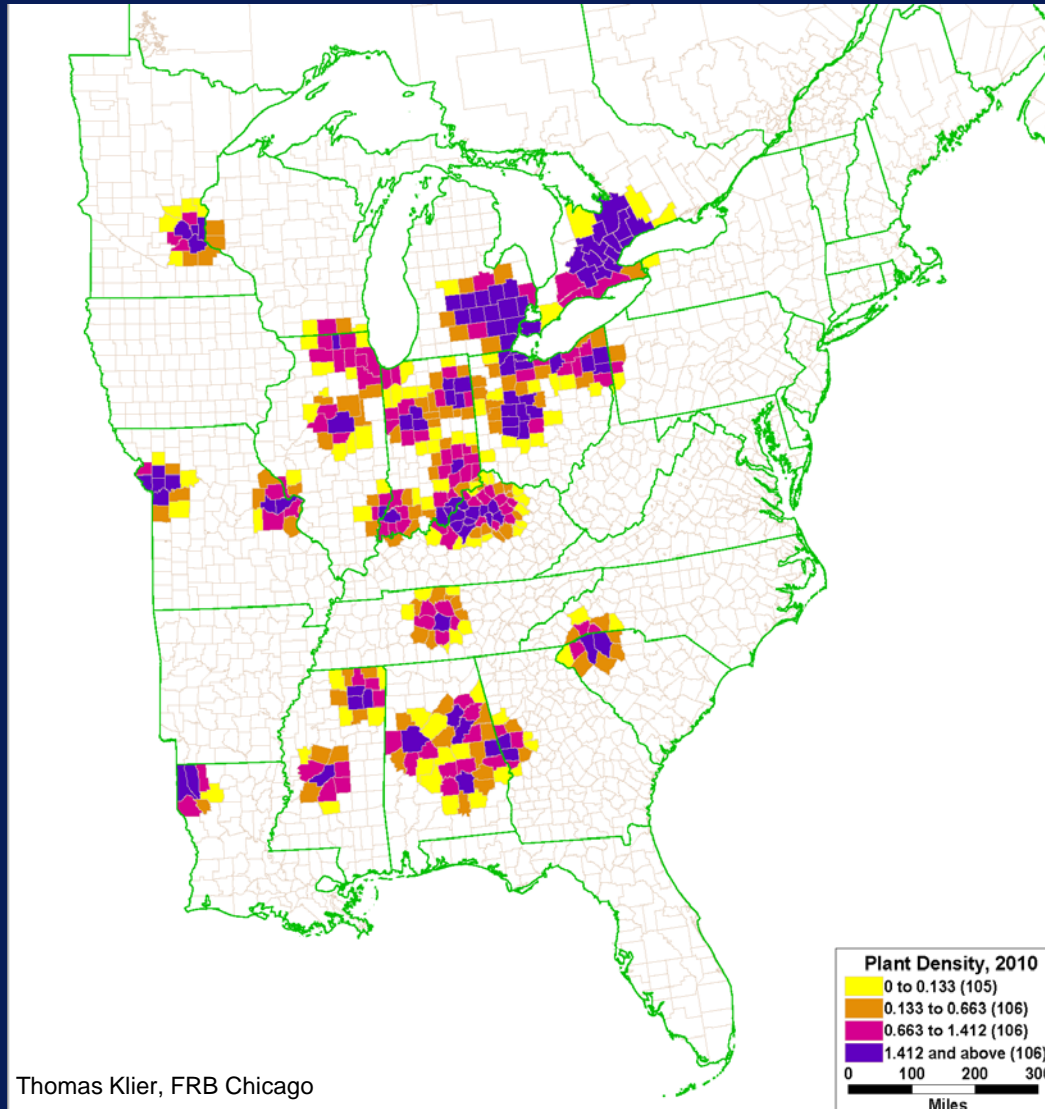 Plant Density, 2010
0 to 0.133 (105)
0.133 to 0.663 (106)
0.663 to 1.412 (106)
1.412 and above (106)
0 100 200 300
Miles
Thomas Klier, FRB Chicago